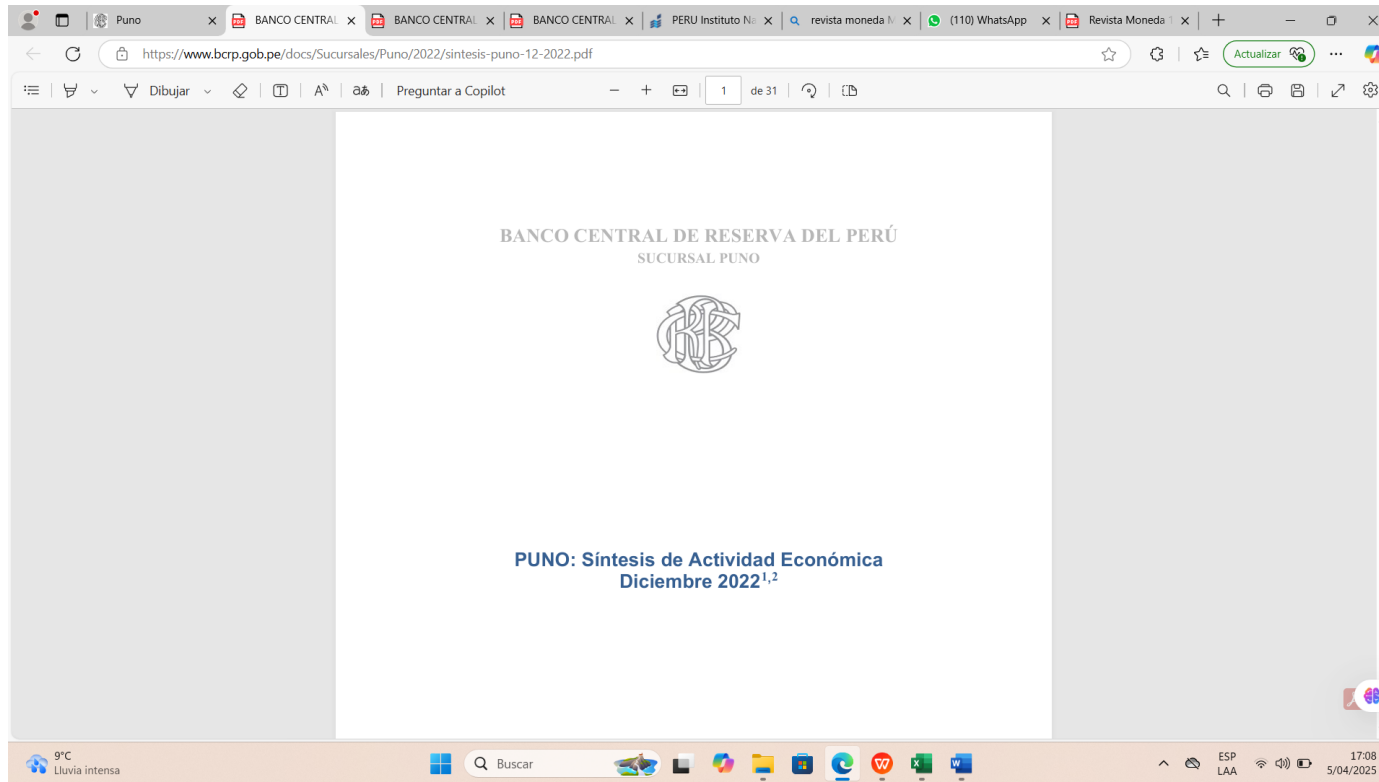 Puno
BANCO CENTRAL
BANCO CENTRAL
BANCO CENTRAL
PERU Instituto Na
revista moneda N
(110) WhatsApp
Revista Moneda 1
https://www.bcrp.gob.pe/docs/Sucursales/Puno/2022/sintesis-puno-12-2022.pdf
Actualizar
Dibujar
Preguntar a Copilot
1
de 31
BANCO CENTRAL DE RESERVA DEL PERÚ
SUCURSAL PUNO
PUNO: Síntesis de Actividad Económica
Diciembre 2022¹,²
9°C
Lluvia intensa
Buscar
ESP
LAA
17:08
5/04/2025